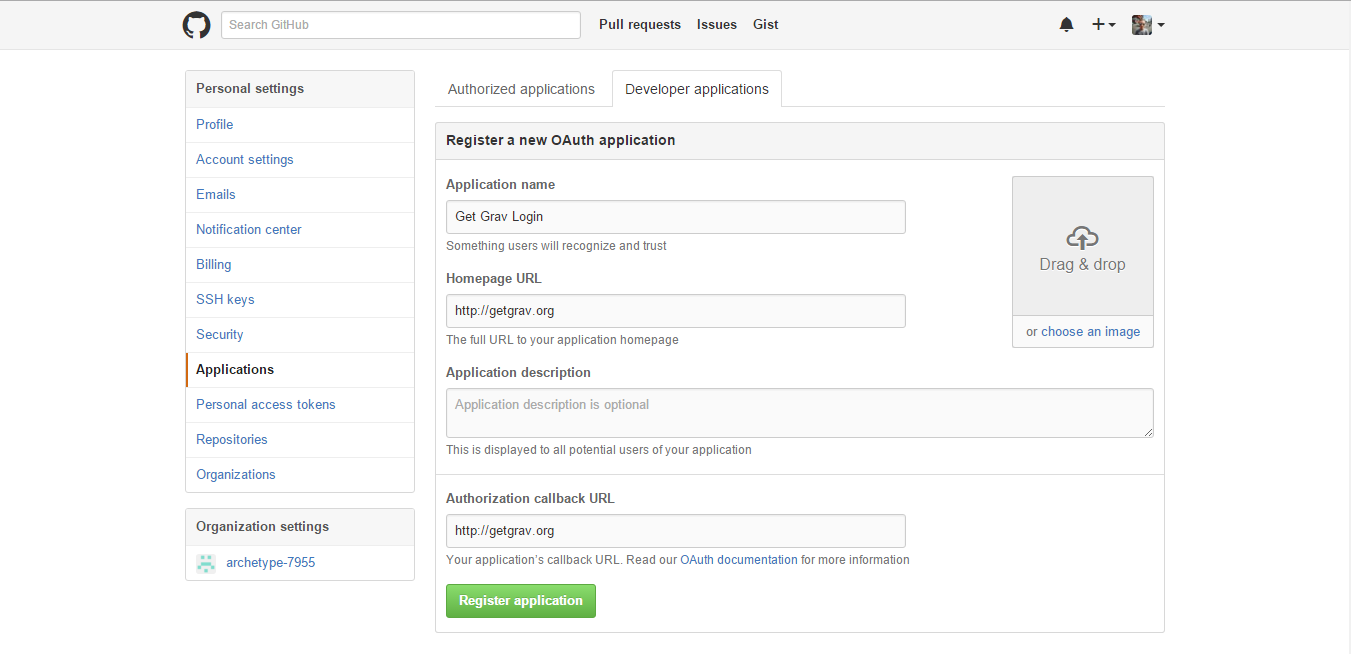 Search GitHub
Pull requests Issues Gist
Personal settings
Profile
Account settings
Emails
Notification center
Billing
SSH keys
Security
Applications
Personal access tokens
Repositories
Organizations
Organization settings
archetype-7955
Authorized applications Developer applications
Register a new OAuth application
Application name
Get Grav Login
Something users will recognize and trust
Homepage URL
http://getgrav.org
The full URL to your application homepage
Drag & drop
or choose an image
Application description
Application description is optional
This is displayed to all potential users of your application
Authorization callback URL
http://getgrav.org
Your application's callback URL. Read our OAuth documentation for more information
Register application